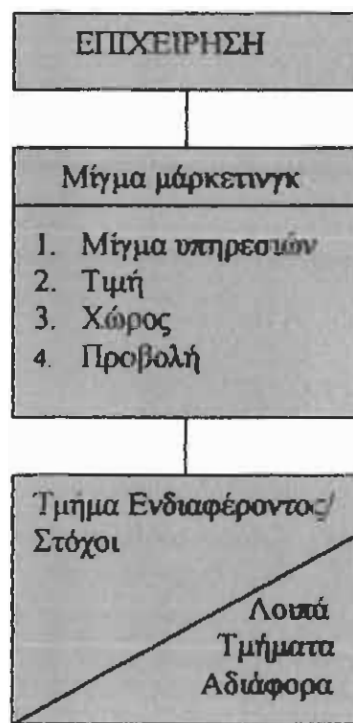 ΕΠΙΧΕΙΡΗΣΗ
Μίγμα μάρκετινγκ
1. Μίγμα υπηρεσιών
2. Τιμή
3. Χώρος
4. Προβολή
Τμήμα Ενδιαφέροντος/
Στόχοι
Λοιπά
Τμήματα
Αδιάφορα